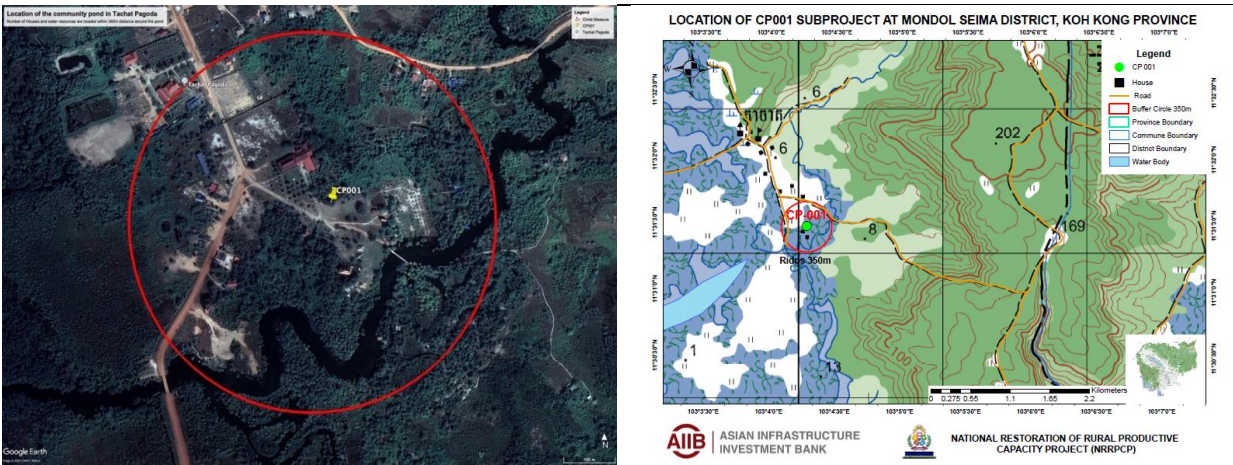 Location of the community pond in Tachat Pagoda
Number of Houses and water resources are needed within 350m distance around the pond
Legend
Circle Measure
CP001
Tachat Pagoda
Tachat Pagoda
CP001
Google Earth
N
100 m
LOCATION OF CP001 SUBPROJECT AT MONDOL SEIMA DISTRICT, KOH KONG PROVINCE
103°3'30"E 103°4'0"E 103°4'30"E 103°5'0"E 103°5'30"E 103°6'0"E 103°6'30"E 103°7'0"E
Legend
CP 001
House
Road
Buffer Circle 350m
Province Boundary
Commune Boundary
District Boundary
Water Body
W
6
202
6
CP-001
8
169
Ridus 350m
100
1
13
Kilometers
0 0.275 0.55 1.1 1.65 2.2
103°3'30"E 103°4'0"E 103°4'30"E 103°5'0"E 103°5'30"E 103°6'0"E 103°6'30"E 103°7'0"E
AIIB
ASIAN INFRASTRUCTURE
INVESTMENT BANK
NATIONAL RESTORATION OF RURAL PRODUCTIVE
CAPACITY PROJECT (NRRPCP)